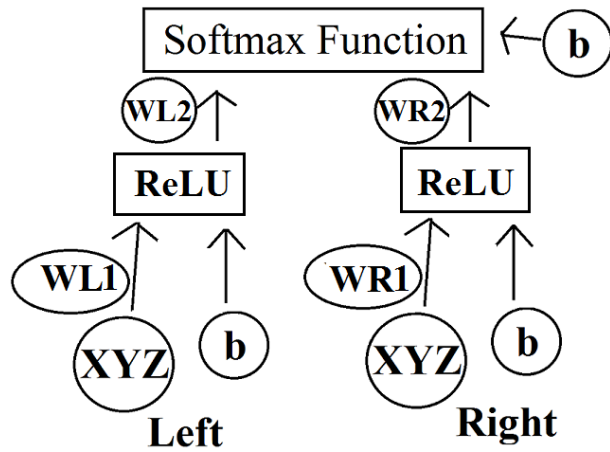 Softmax Function
b
WL2
WR2
ReLU
ReLU
WL1
WR1
XYZ
b
XYZ
b
Left
Right